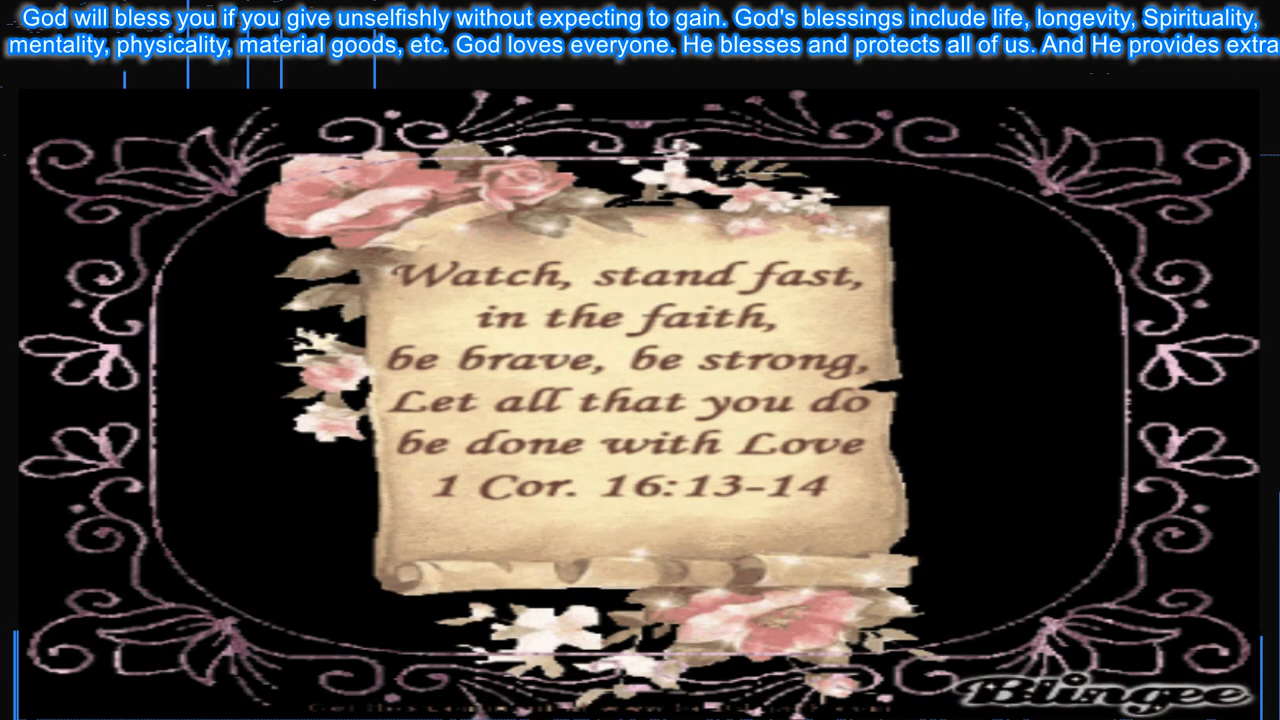 God will bless you if you give unselfishly without expecting to gain. God's blessings include life, longevity, Spirituality,
mentality, physicality, material goods, etc. God loves everyone. He blesses and protects all of us. And He provides extra
Watch, stand fast,
in the faith,
be brave, be strong,
Let all that you do
be done with Love
1 Cor. 16:13-14
Blingee